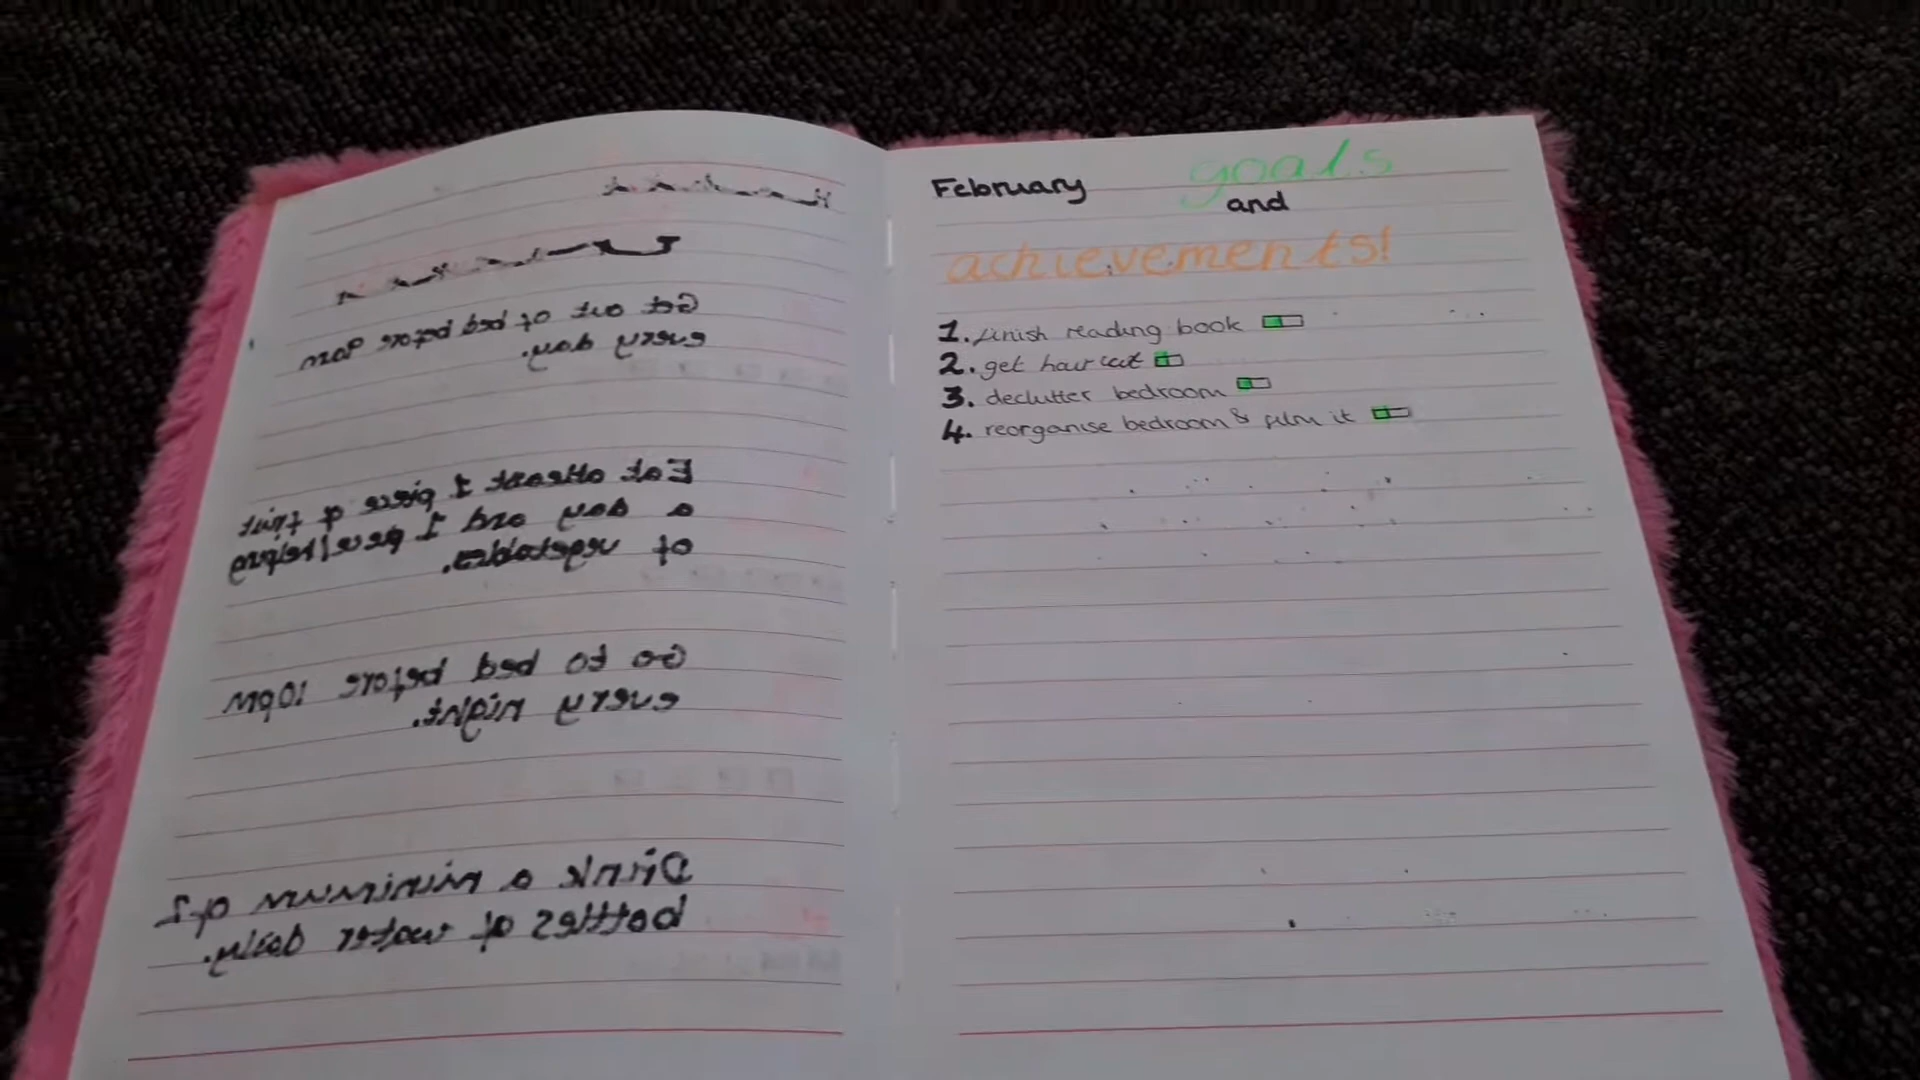 Get out of bed before
every day.
Eat atleast 1 piece of fruit
a day and 1
of vegetables.
Go to bed before 10pm
every night.
Drink a minimum of 2
bottles of water daily.
February goals
and
achievements!
1. finish reading book
2. get hair cut
3. declutter bedroom
4. reorganise bedroom & film it